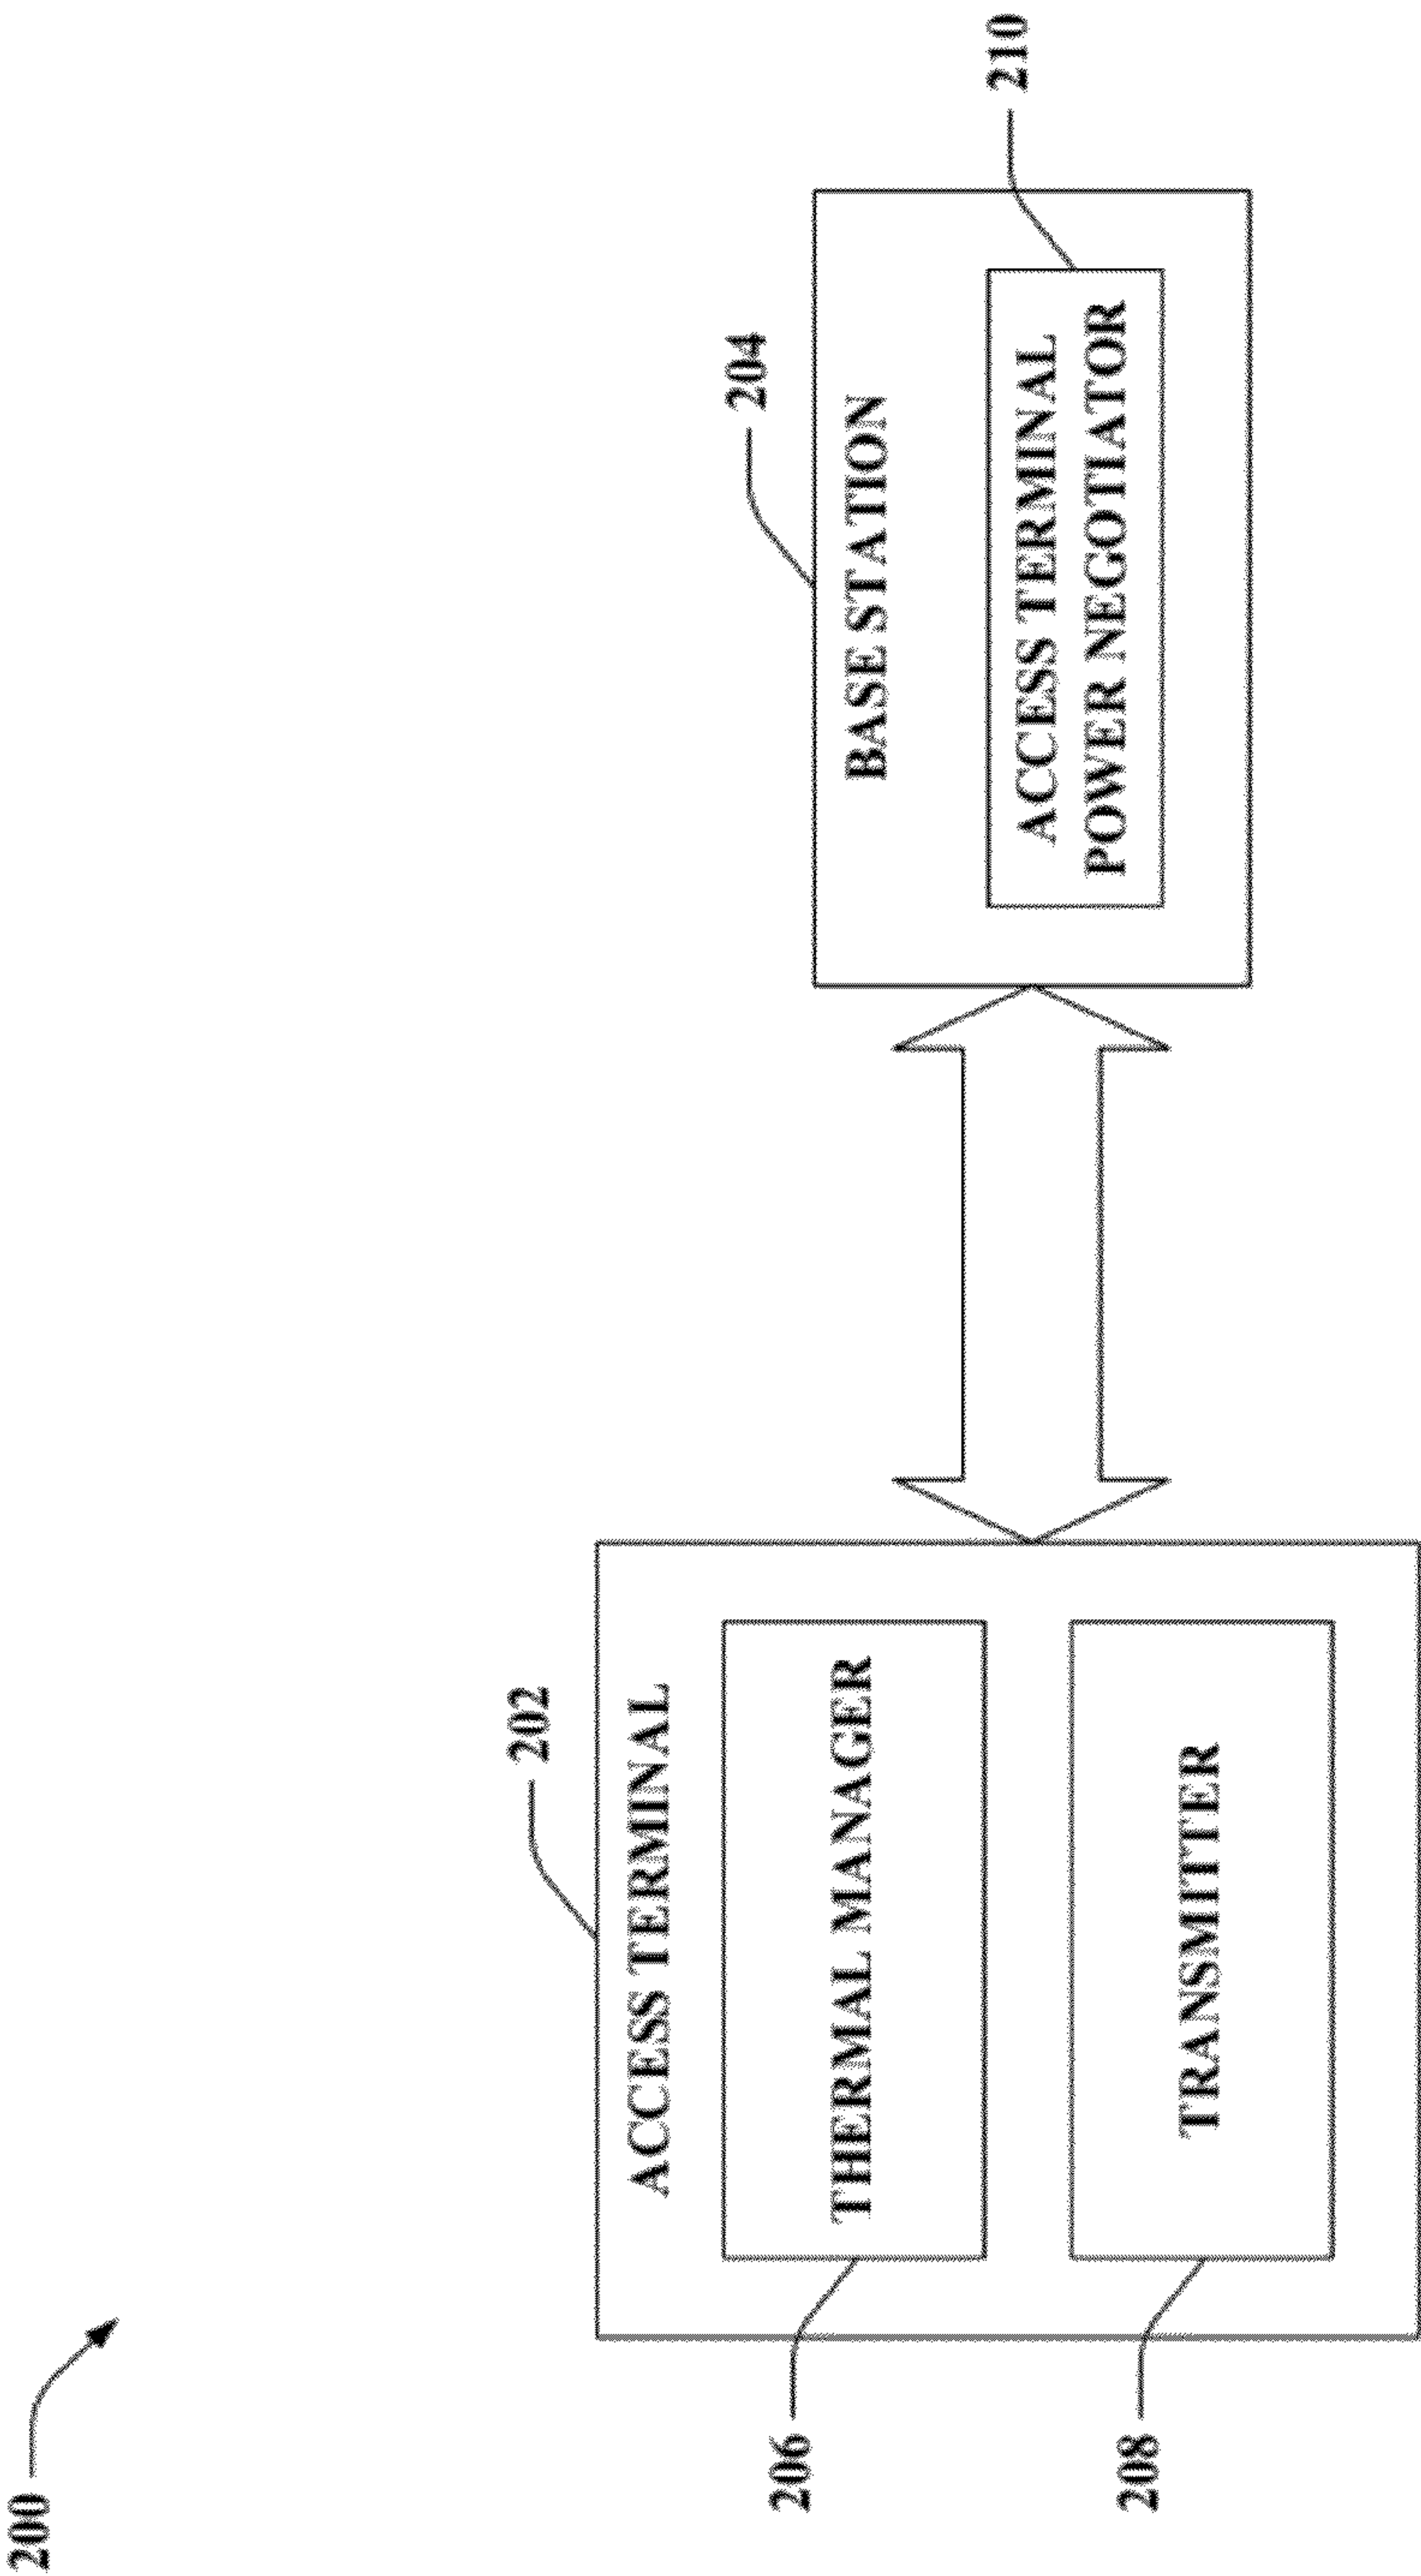 200
202
ACCESS TERMINAL
206
THERMAL MANAGER
208
TRANSMITTER
204
BASE STATION
210
ACCESS TERMINAL
POWER NEGOTIATOR